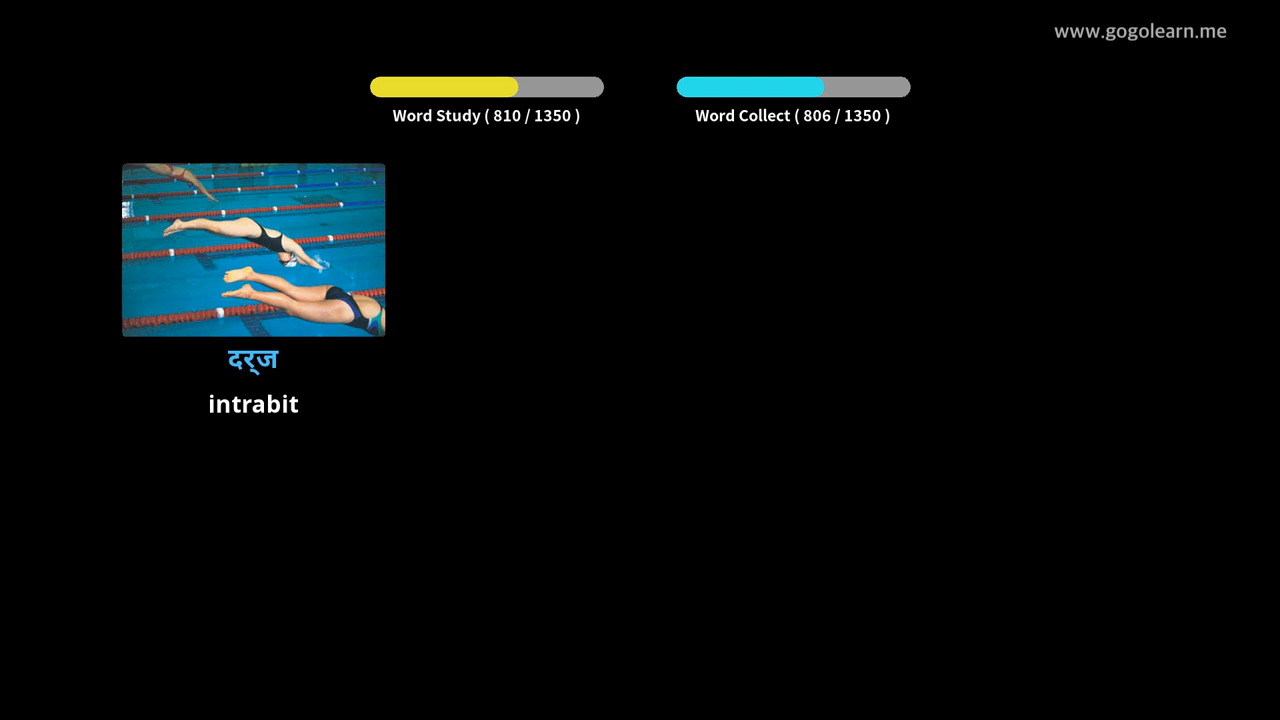 www.gogolearn.me
Word Study ( 810 / 1350 )
Word Collect ( 806 / 1350 )
दर्‌ज
intrabit